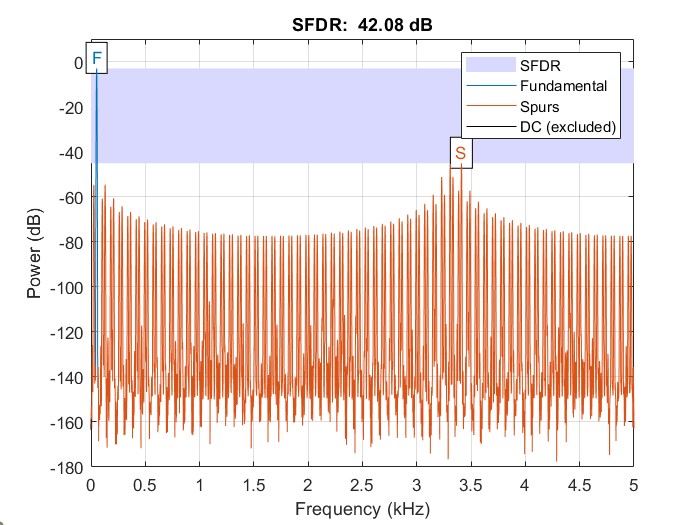 SFDR:  42.08 dB
F
SFDR
Fundamental
Spurs
DC (excluded)
S
0
-20
-40
-60
-80
-100
-120
-140
-160
-180
Power (dB)
0 0.5 1 1.5 2 2.5 3 3.5 4 4.5 5
Frequency (kHz)